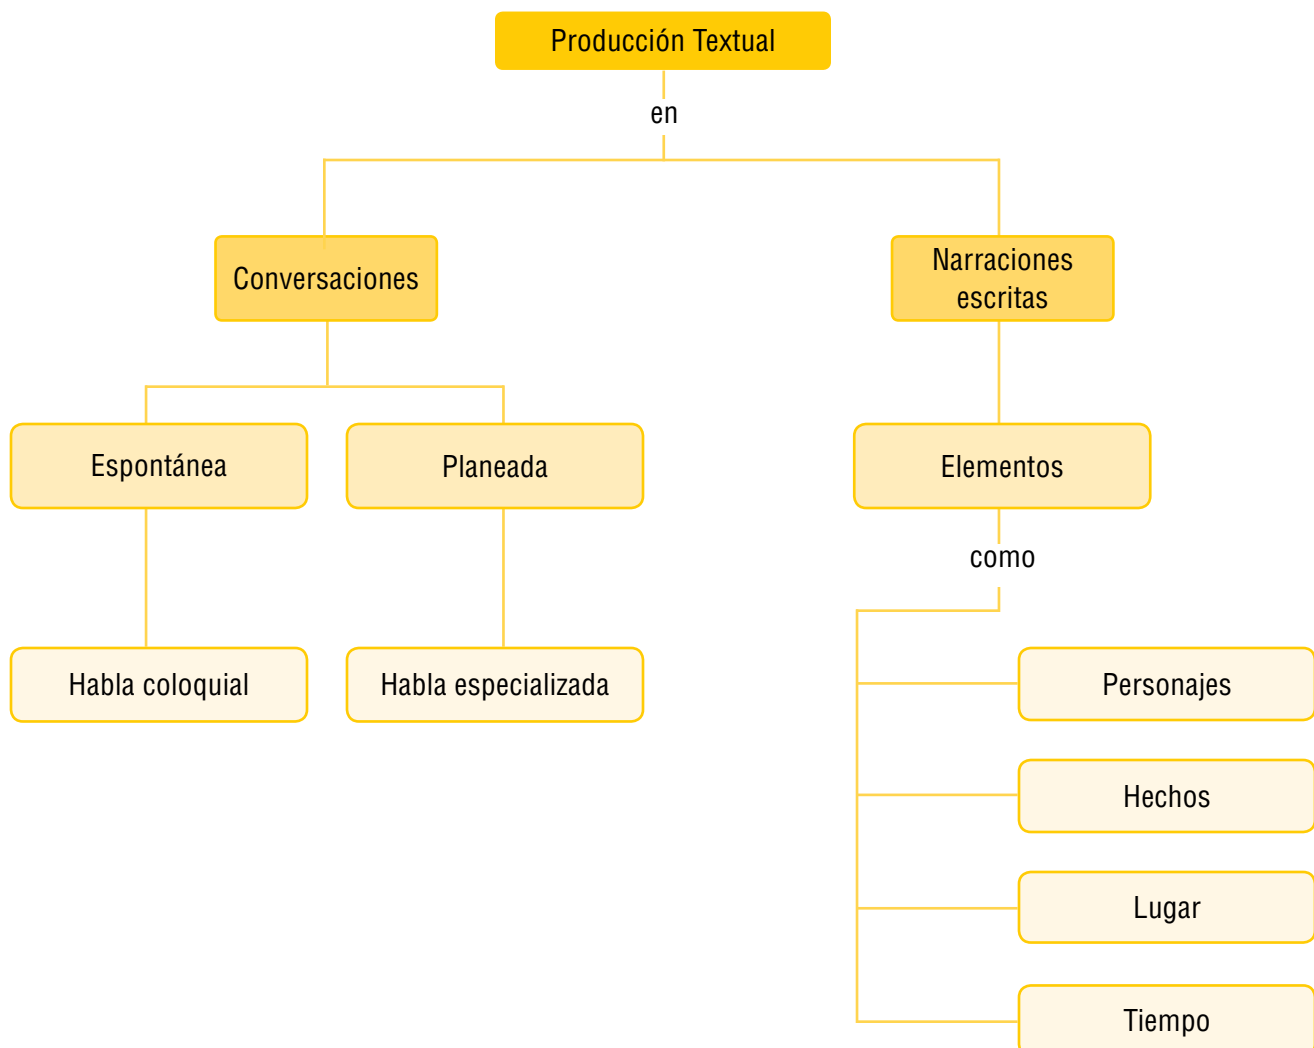 Producción Textual
en
Conversaciones
Narraciones
escritas
Espontánea
Planeada
Elementos
como
Habla coloquial
Habla especializada
Personajes
Hechos
Lugar
Tiempo